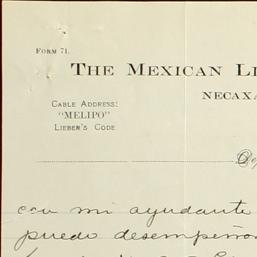 Form 71.
The Mexican Li
NECAXA
Cable Address:
"MELIPO"
Lieber's Code
con mi ayudante
puedo desempeñar